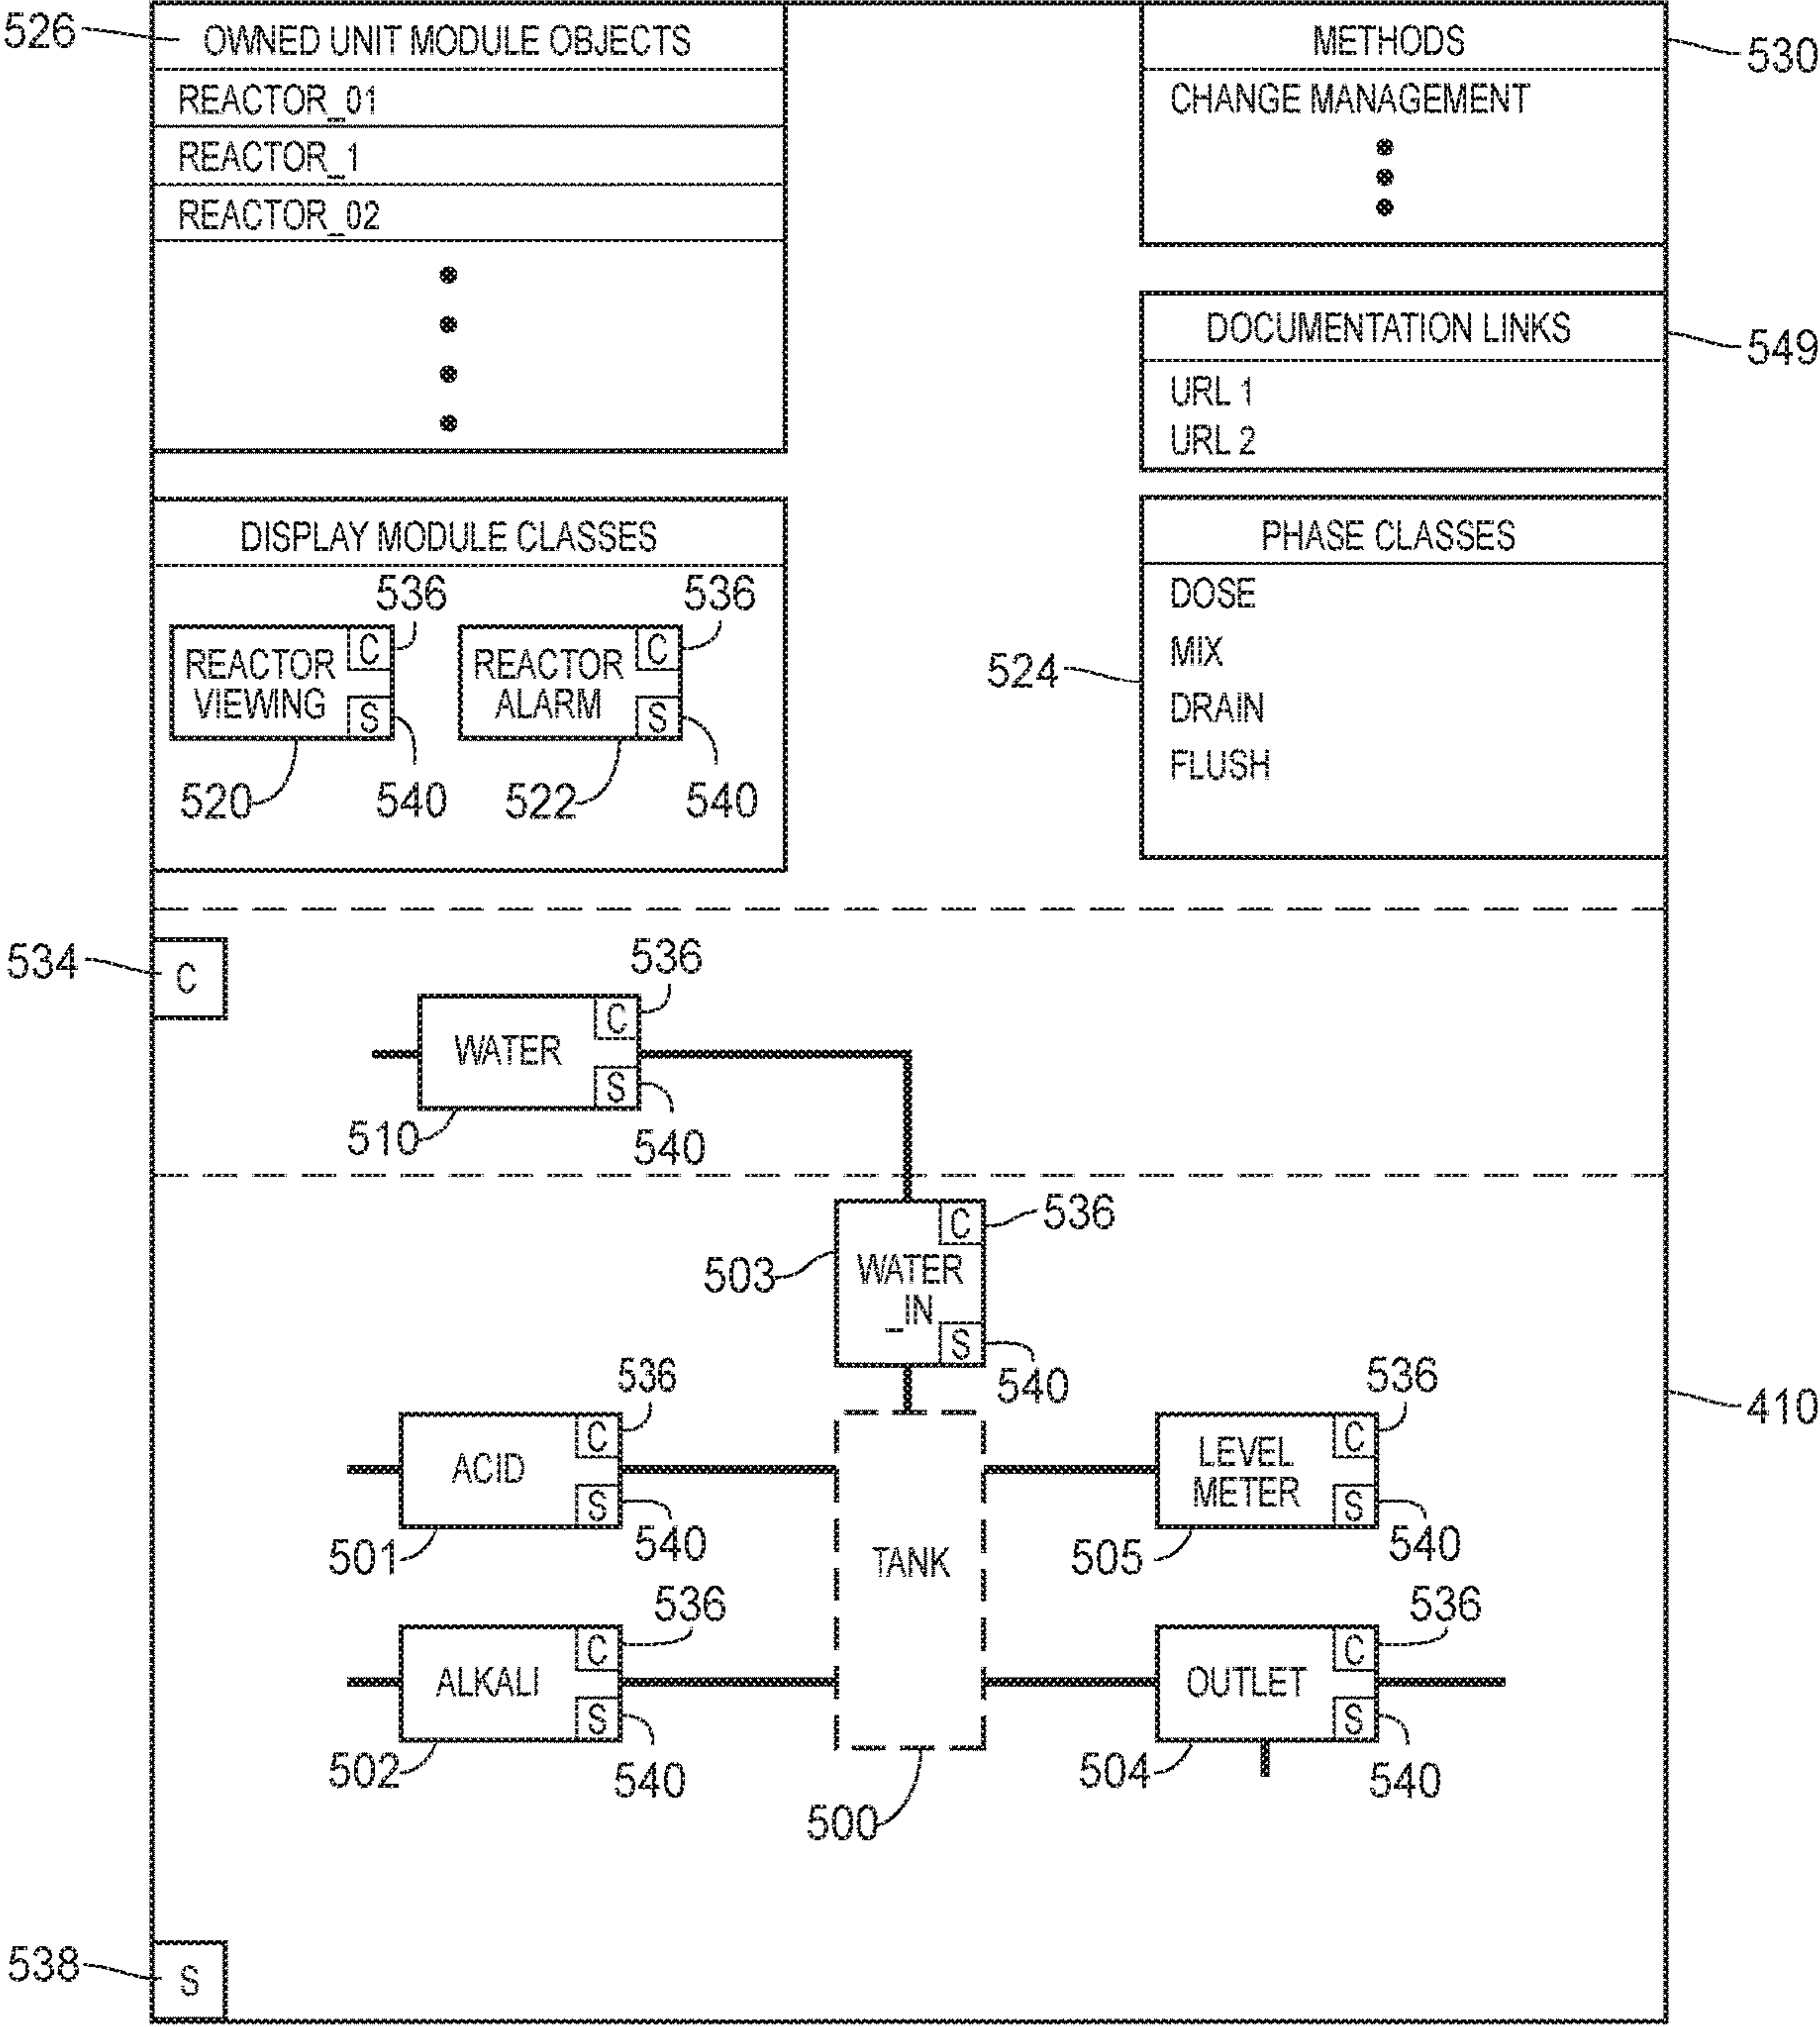 526
OWNED UNIT MODULE OBJECTS
REACTOR_01
REACTOR_1
REACTOR_02
METHODS
530
CHANGE MANAGEMENT
DOCUMENTATION LINKS
549
URL 1
URL 2
DISPLAY MODULE CLASSES
536
536
REACTOR
VIEWING
C
S
REACTOR
ALARM
C
S
520
540
522
540
PHASE CLASSES
524
DOSE
MIX
DRAIN
FLUSH
534
C
536
WATER
C
S
510
540
503
WATER
_IN
C
S
536
540
410
536
ACID
C
S
501
540
536
LEVEL
METER
C
S
505
540
TANK
536
ALKALI
C
S
502
540
536
OUTLET
C
S
504
540
500
538
S